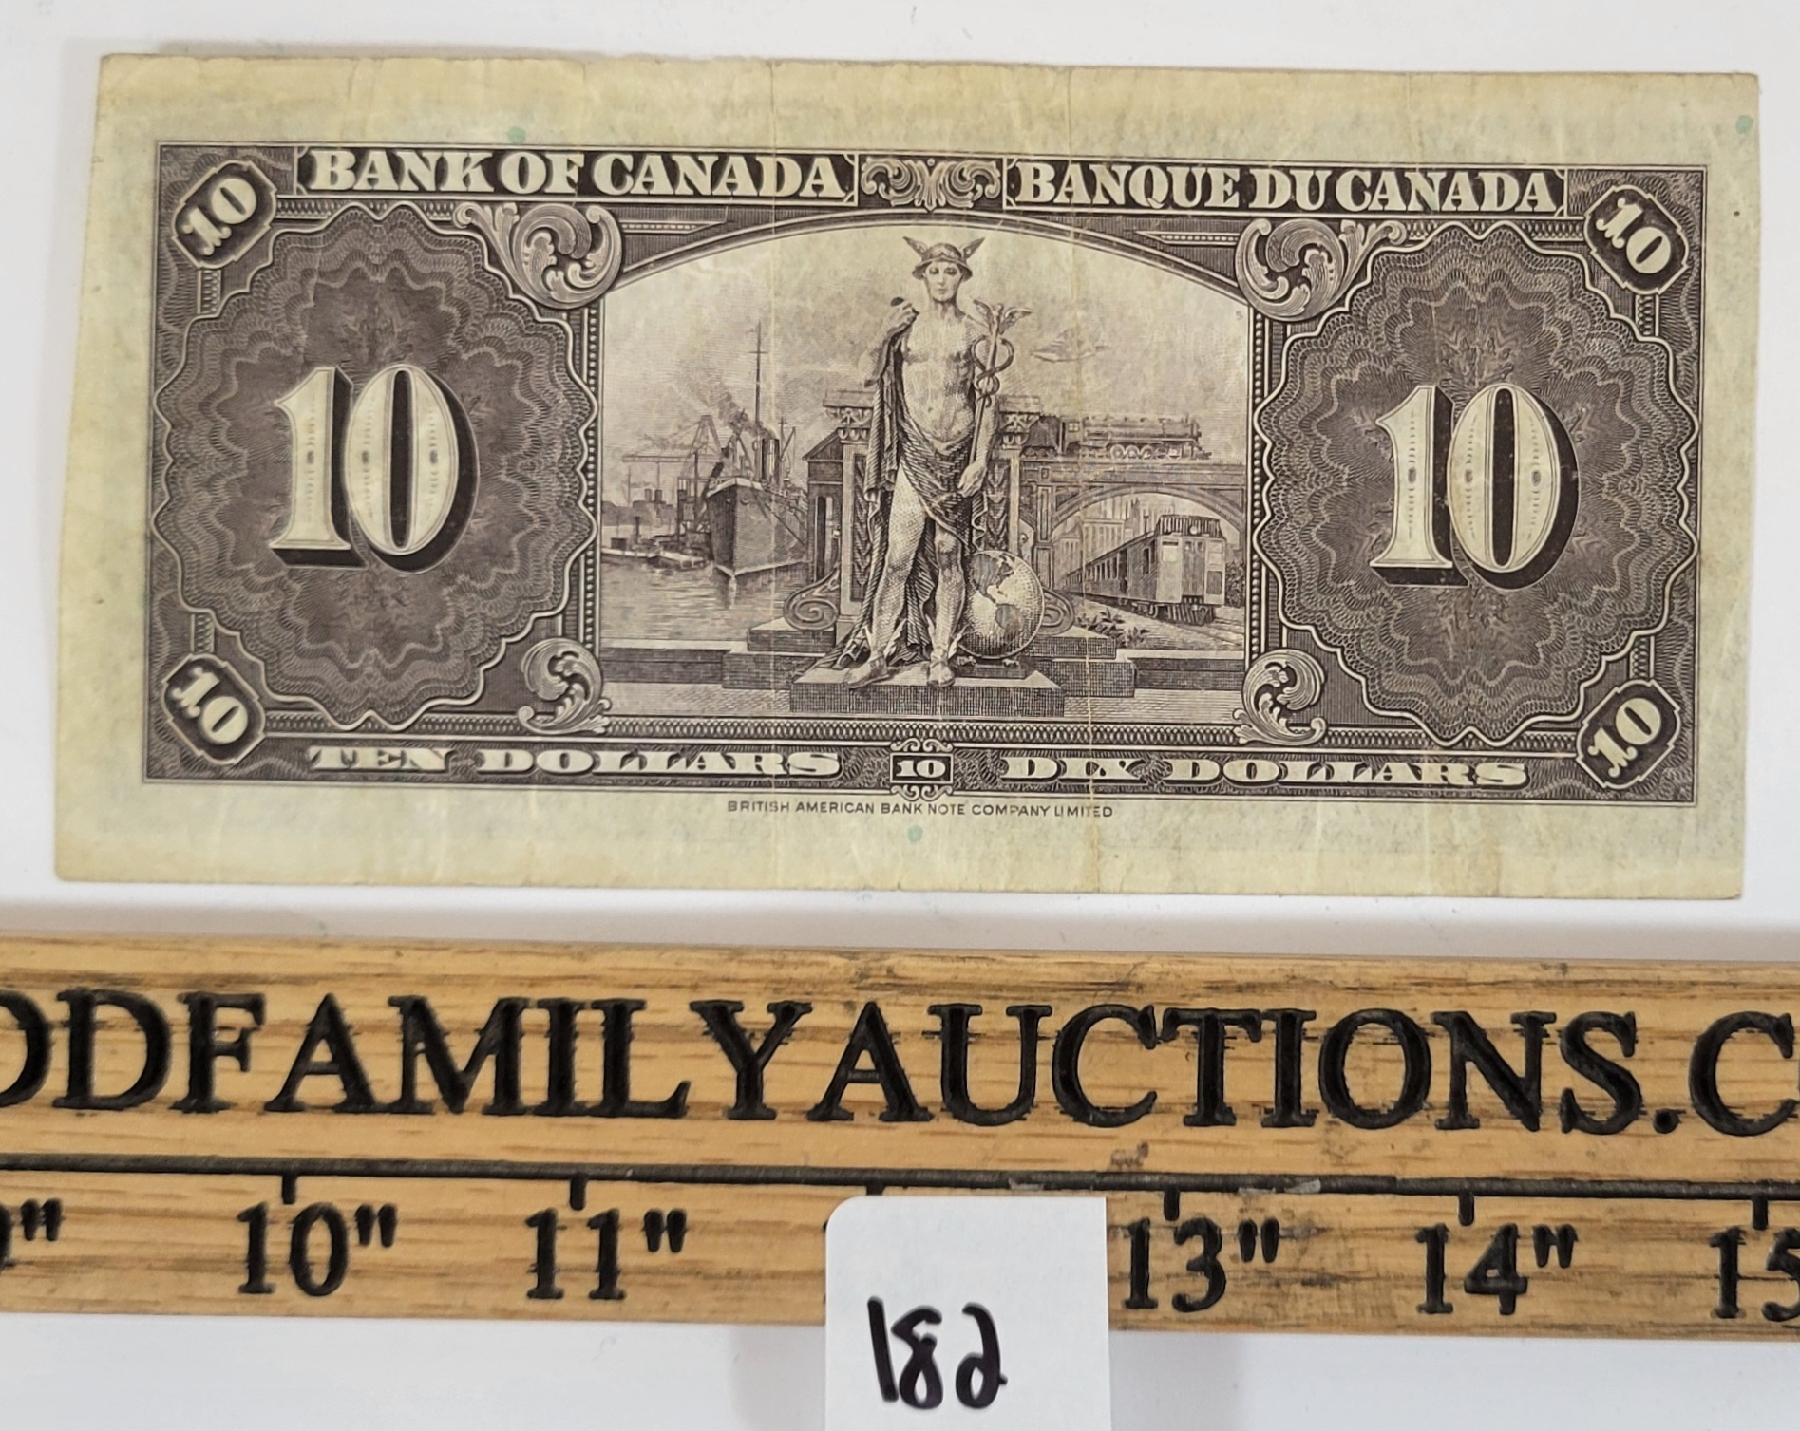 BANK OF CANADA BANQUE DU CANADA
10 10
10 10
10 10
TEN DOLLARS 10 DIX DOLLARS
BRITISH AMERICAN BANK NOTE COMPANY LIMITED
ODFAMILYAUCTIONS.C
10" 11" 13" 14" 15
182